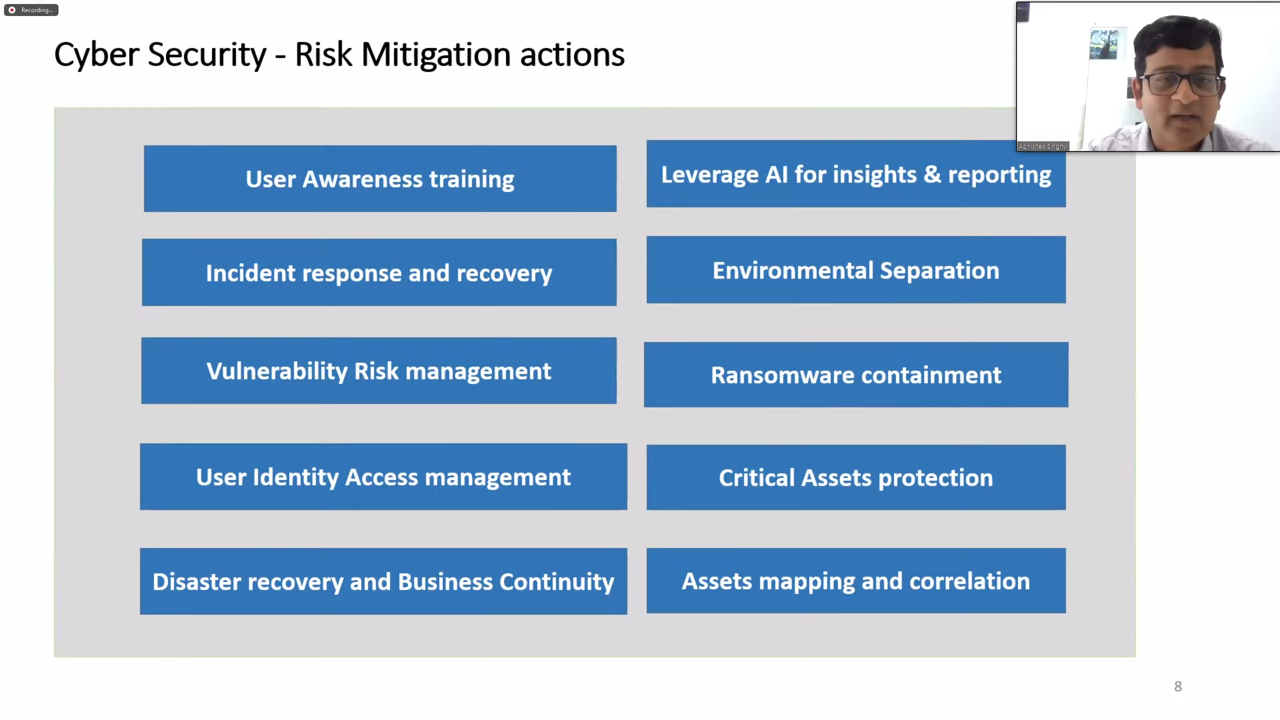 Recording...
Cyber Security - Risk Mitigation actions
Abhishek Singhvi
User Awareness training
Leverage AI for insights & reporting
Incident response and recovery
Environmental Separation
Vulnerability Risk management
Ransomware containment
User Identity Access management
Critical Assets protection
Disaster recovery and Business Continuity
Assets mapping and correlation
8